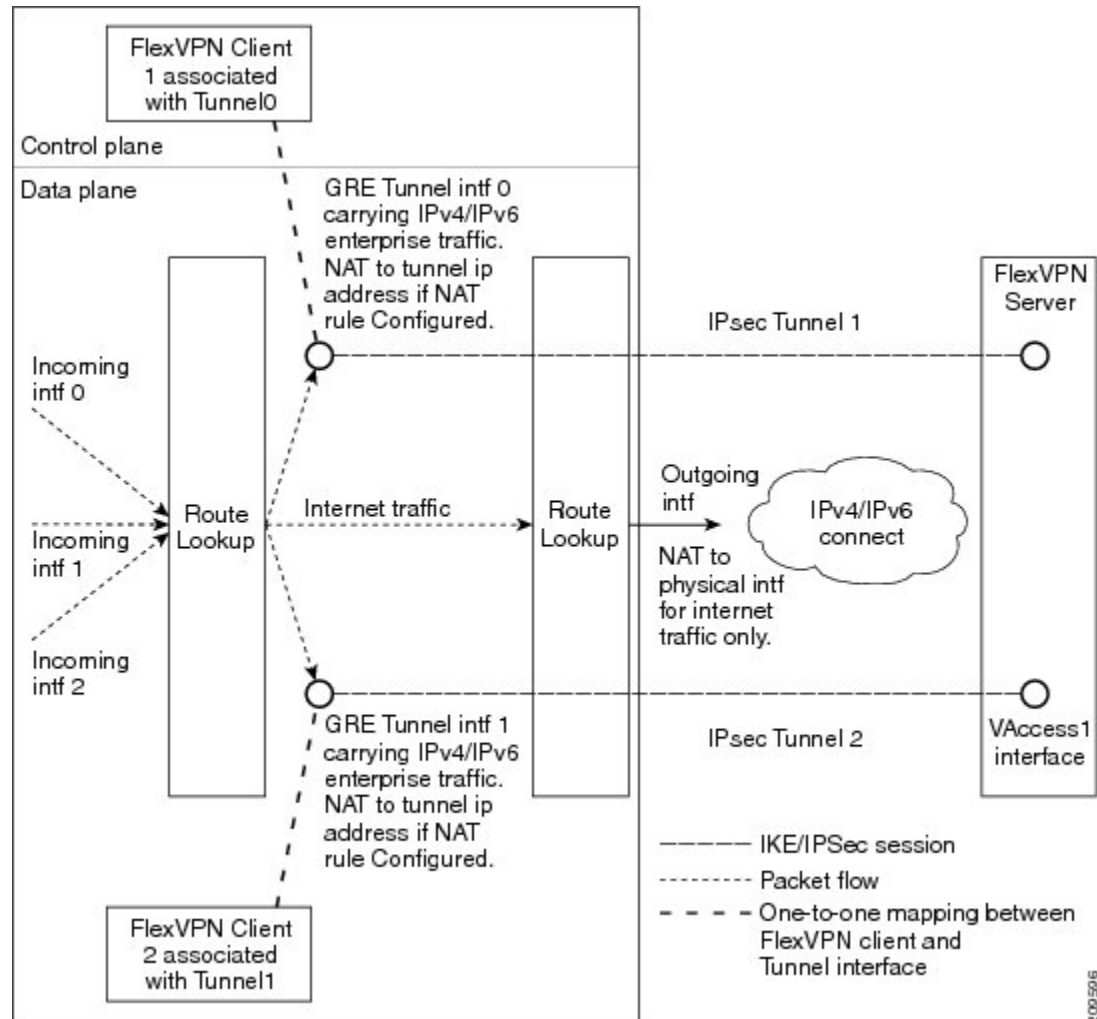 FlexVPN Client
1 associated
with Tunnel0
Control plane
Data plane
GRE Tunnel intf 0
carrying IPv4/IPv6
enterprise traffic.
NAT to tunnel ip
address if NAT
rule Configured.
FlexVPN
Server
IPsec Tunnel 1
Incoming
intf 0
Incoming
intf 1
Incoming
intf 2
Route
Lookup
Internet traffic
Route
Lookup
Outgoing
intf
IPv4/IPv6
connect
NAT to
physical intf
for internet
traffic only.
GRE Tunnel intf 1
carrying IPv4/IPv6
enterprise traffic.
NAT to tunnel ip
address if NAT
rule Configured.
IPsec Tunnel 2
VAccess1
interface
IKE/IPSec session
Packet flow
One-to-one mapping between
FlexVPN client and
Tunnel interface
FlexVPN Client
2 associated
with Tunnel1
209596